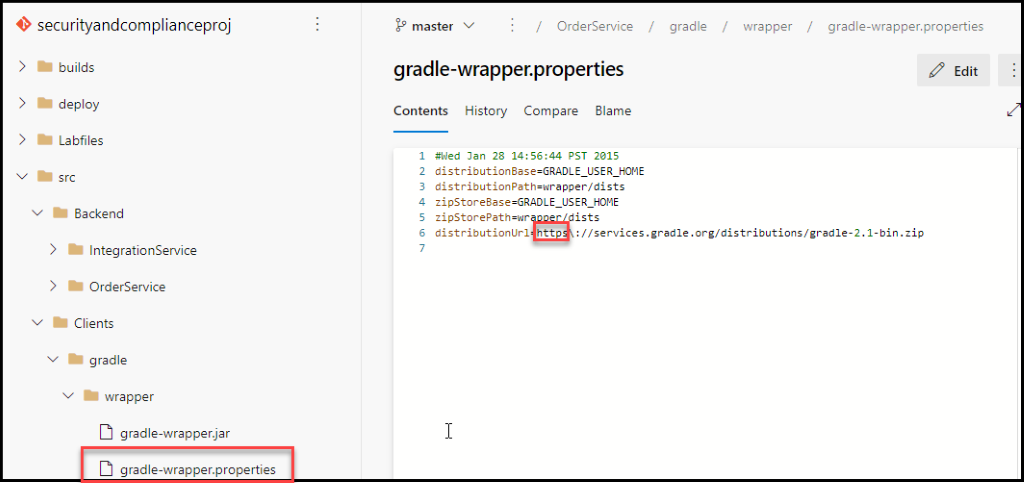 securityandcomplianceproj
builds
deploy
Labfiles
src
Backend
IntegrationService
OrderService
Clients
gradle
wrapper
gradle-wrapper.jar
gradle-wrapper.properties
master / OrderService / gradle / wrapper / gradle-wrapper.properties
gradle-wrapper.properties
Edit
Contents History Compare Blame
1 #Wed Jan 28 14:56:44 PST 2015
2 distributionBase=GRADLE_USER_HOME
3 distributionPath=wrapper/dists
4 zipStoreBase=GRADLE_USER_HOME
5 zipStorePath=wrapper/dists
6 distributionUrl=https\://services.gradle.org/distributions/gradle-2.1-bin.zip
7